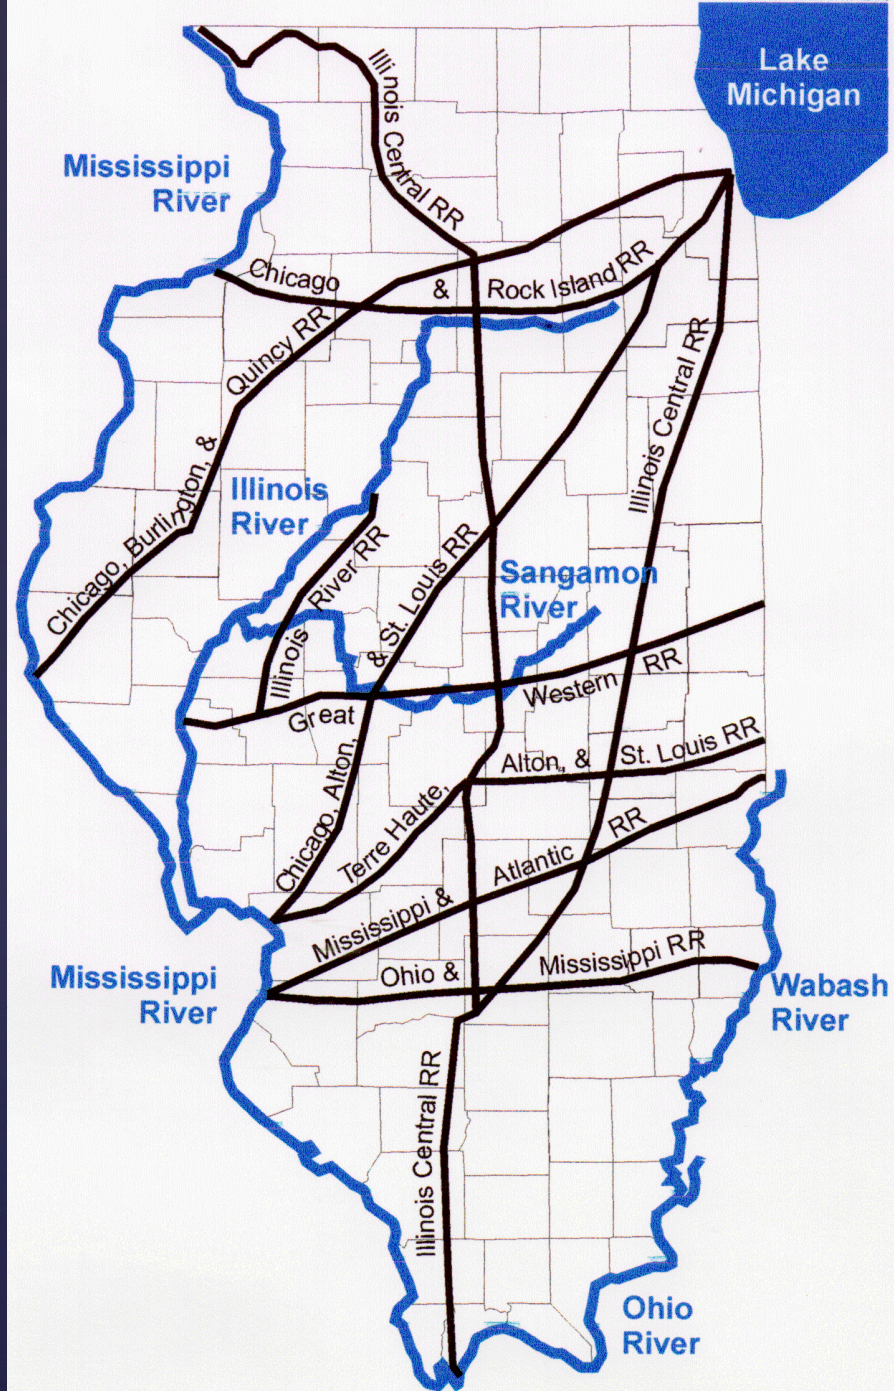 Lake
Michigan
Illinois Central RR
Mississippi
River
Chicago & Rock Island RR
Chicago, Burlington, & Quincy RR
Illinois Central RR
Illinois
River
Illinois River RR
Sangamon
River
Chicago, Alton, & St. Louis RR
Great Western RR
Terre Haute, Alton, & St. Louis RR
Mississippi & Atlantic RR
Ohio & Mississippi RR
Mississippi
River
Wabash
River
Illinois Central RR
Ohio
River